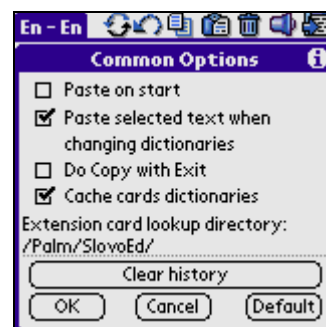 En - En
Common Options
Paste on start
Paste selected text when
changing dictionaries
Do Copy with Exit
Cache cards dictionaries
Extension card lookup directory:
/Palm/SlovoEd/
Clear history
OK Cancel Default